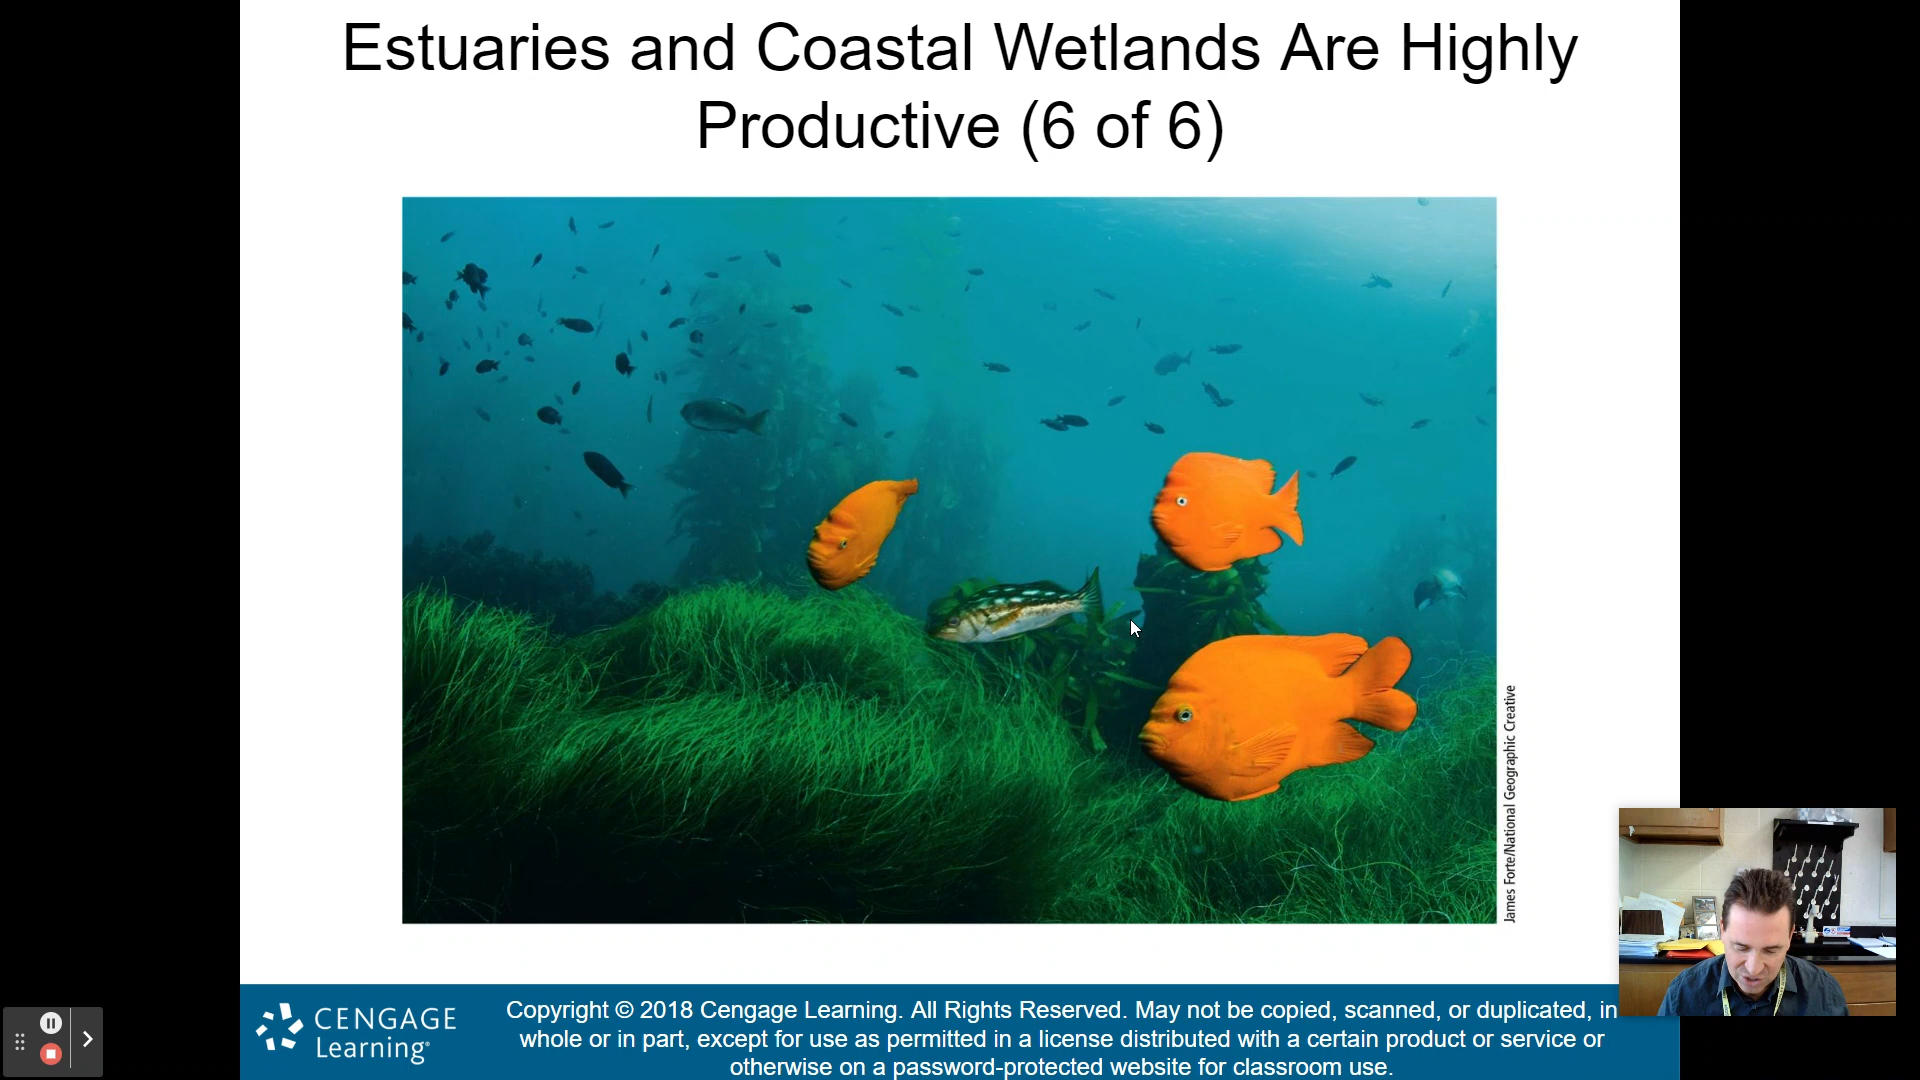 Estuaries and Coastal Wetlands Are Highly
Productive (6 of 6)
James Forte/National Geographic Creative
CENGAGE
Learning®
Copyright © 2018 Cengage Learning. All Rights Reserved. May not be copied, scanned, or duplicated, in
whole or in part, except for use as permitted in a license distributed with a certain product or service or
otherwise on a password-protected website for classroom use.